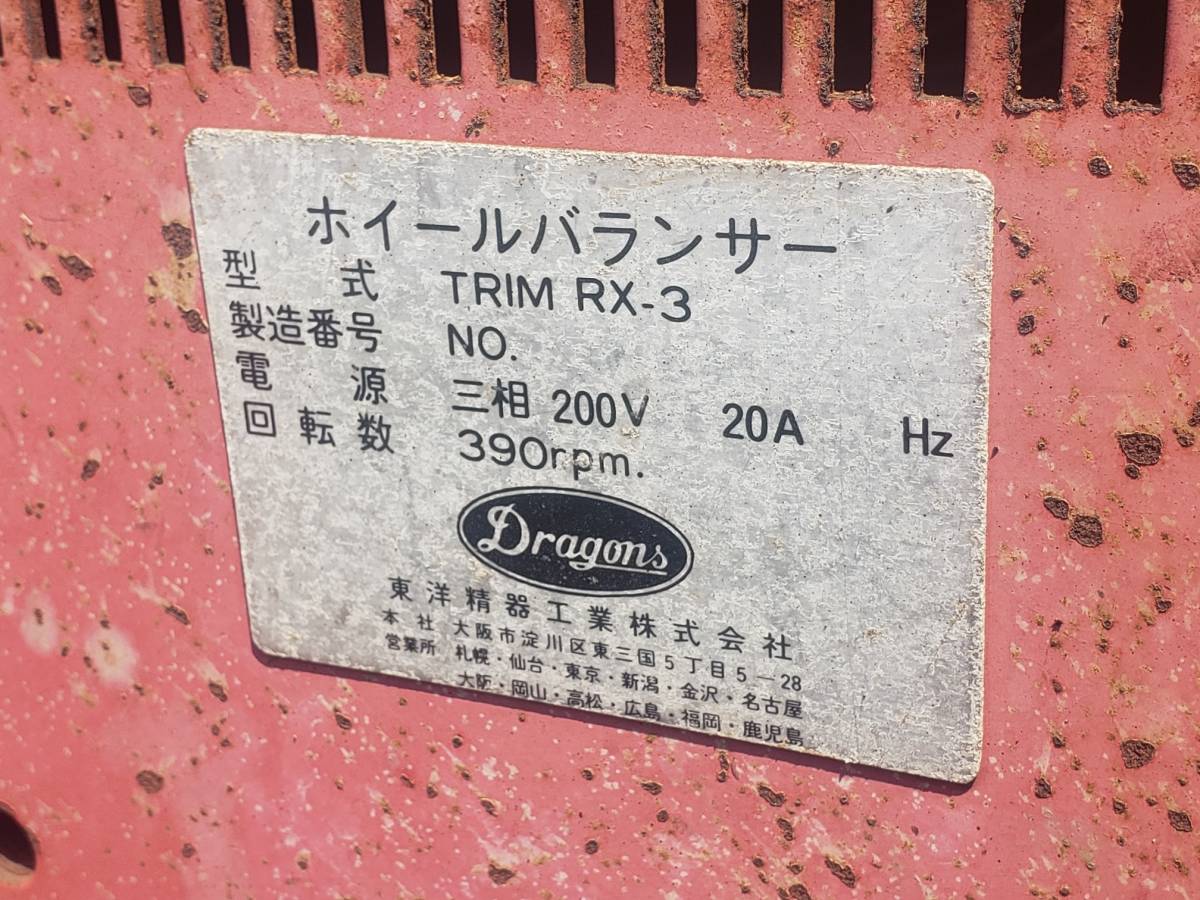 ホイールバランサー
型式 TRIM RX-3
製造番号 NO.
電源 三相 200V 20A Hz
回転数 390rpm.
Dragons
東洋精器工業株式会社
本社 大阪市淀川区東三国5丁目5-28
営業所 札幌・仙台・東京・新潟・金沢・名古屋
大阪・岡山・高松・広島・福岡・鹿児島